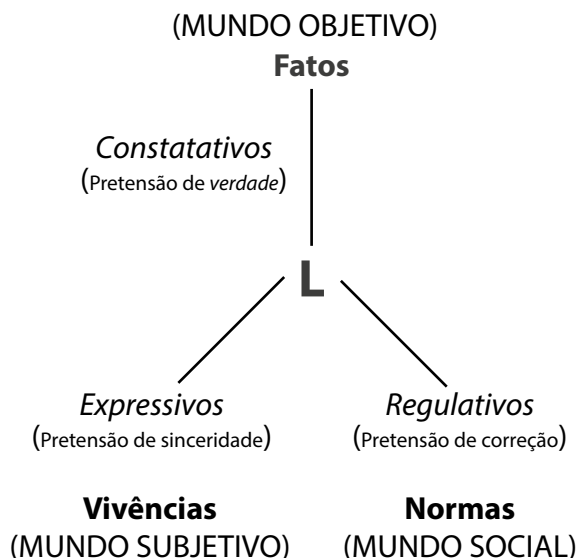 (MUNDO OBJETIVO)
Fatos
Constatativos
(Pretensão de verdade)
L
Expressivos
(Pretensão de sinceridade)
Regulativos
(Pretensão de correção)
Vivências
(MUNDO SUBJETIVO)
Normas
(MUNDO SOCIAL)